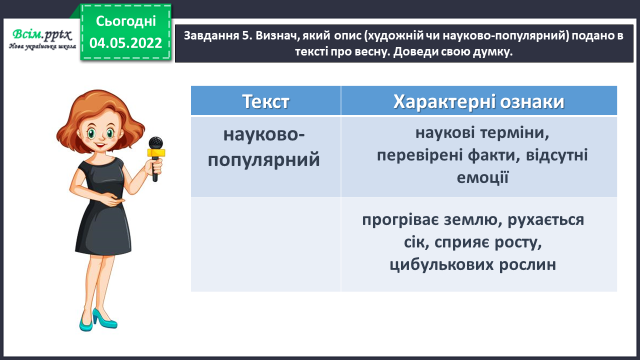 Всім.pptx
Нова українська школа
Сьогодні
04.05.2022
Завдання 5. Визнач, який опис (художній чи науково-популярний) подано в
тексті про весну. Доведи свою думку.
Текст
Характерні ознаки
науково-
популярний
наукові терміни,
перевірені факти, відсутні
емоції
прогріває землю, рухається
сік, сприяє росту,
цибулькових рослин